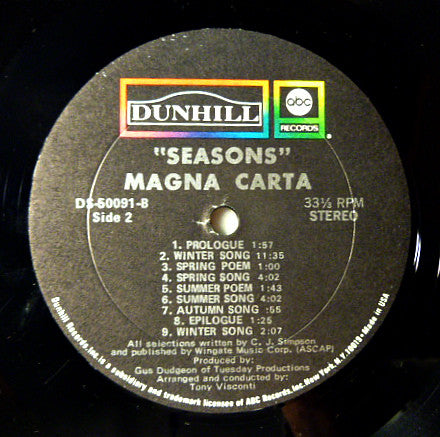 DUNHILL
abc
RECORDS
"SEASONS"
MAGNA CARTA
DS-50091-B
Side 2
33⅓ RPM
STEREO
1. PROLOGUE 1:57
2. WINTER SONG 11:35
3. SPRING POEM 1:00
4. SPRING SONG 4:02
5. SUMMER POEM 1:43
6. SUMMER SONG 4:02
7. AUTUMN SONG :55
8. EPILOGUE 1:25
9. WINTER SONG 2:07
All selections written by C. J. Simpson
and published by Wingate Music Corp. (ASCAP)
Produced by:
Gus Dudgeon of Tuesday Productions
Arranged and conducted by:
Tony Visconti
Dunhill Records, Inc. is a subsidiary and trademark licensee of ABC Records, Inc. New York, N.Y. 10019 • Made in USA